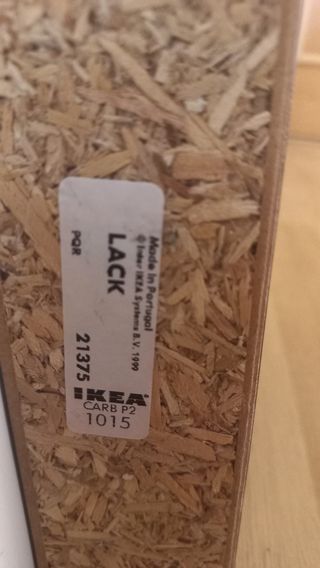 Made in Portugal
© Inter IKEA Systems B.V. 1999
LACK
PQR 21375
IKEA
CARB P2
1015